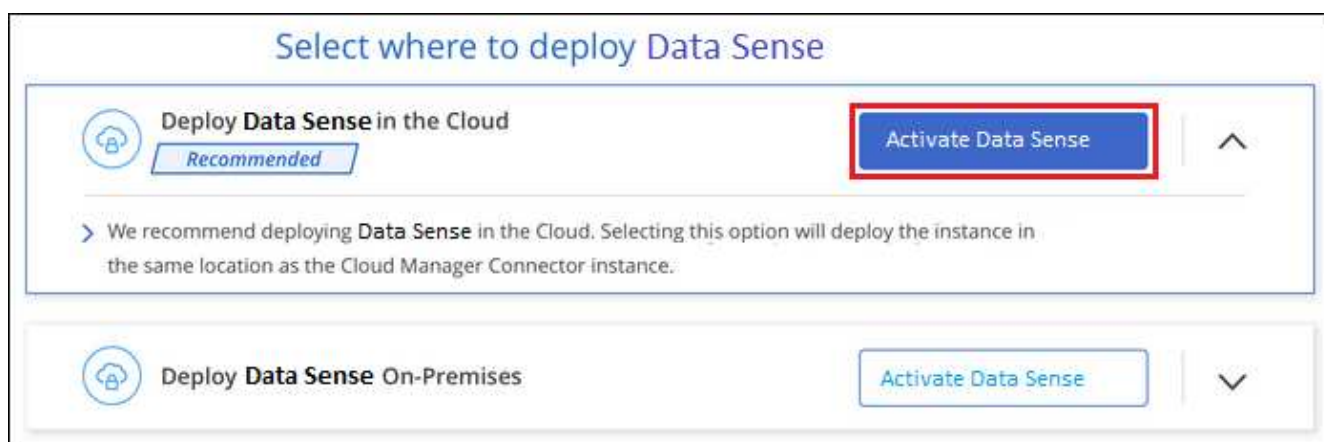 Select where to deploy Data Sense
Deploy Data Sense in the Cloud
Activate Data Sense
Recommended
We recommend deploying Data Sense in the Cloud. Selecting this option will deploy the instance in
the same location as the Cloud Manager Connector instance.
Deploy Data Sense On-Premises
Activate Data Sense